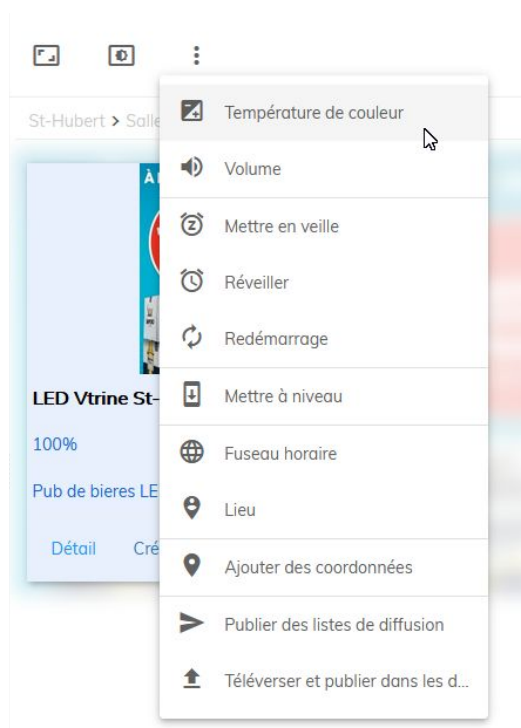 St-Hubert > Salle
Température de couleur
Volume
Mettre en veille
Réveiller
Redémarrage
Mettre à niveau
Fuseau horaire
Lieu
Ajouter des coordonnées
Publier des listes de diffusion
Téléverser et publier dans les d...
À
LED Vtrine St-
100%
Pub de bieres LE
Détail Cré